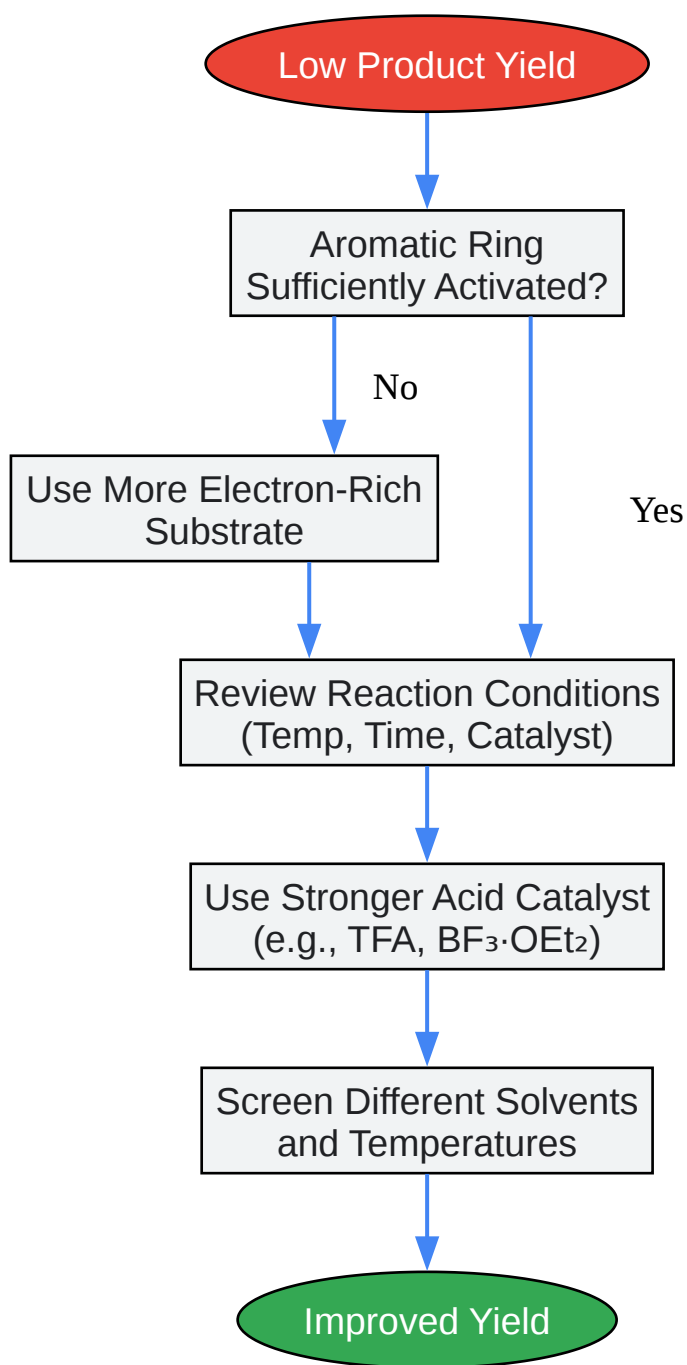 Low Product Yield
Aromatic Ring
Sufficiently Activated?
No
Use More Electron-Rich
Substrate
Yes
Review Reaction Conditions
(Temp, Time, Catalyst)
Use Stronger Acid Catalyst
(e.g., TFA, BF₃·OEt₂)
Screen Different Solvents
and Temperatures
Improved Yield